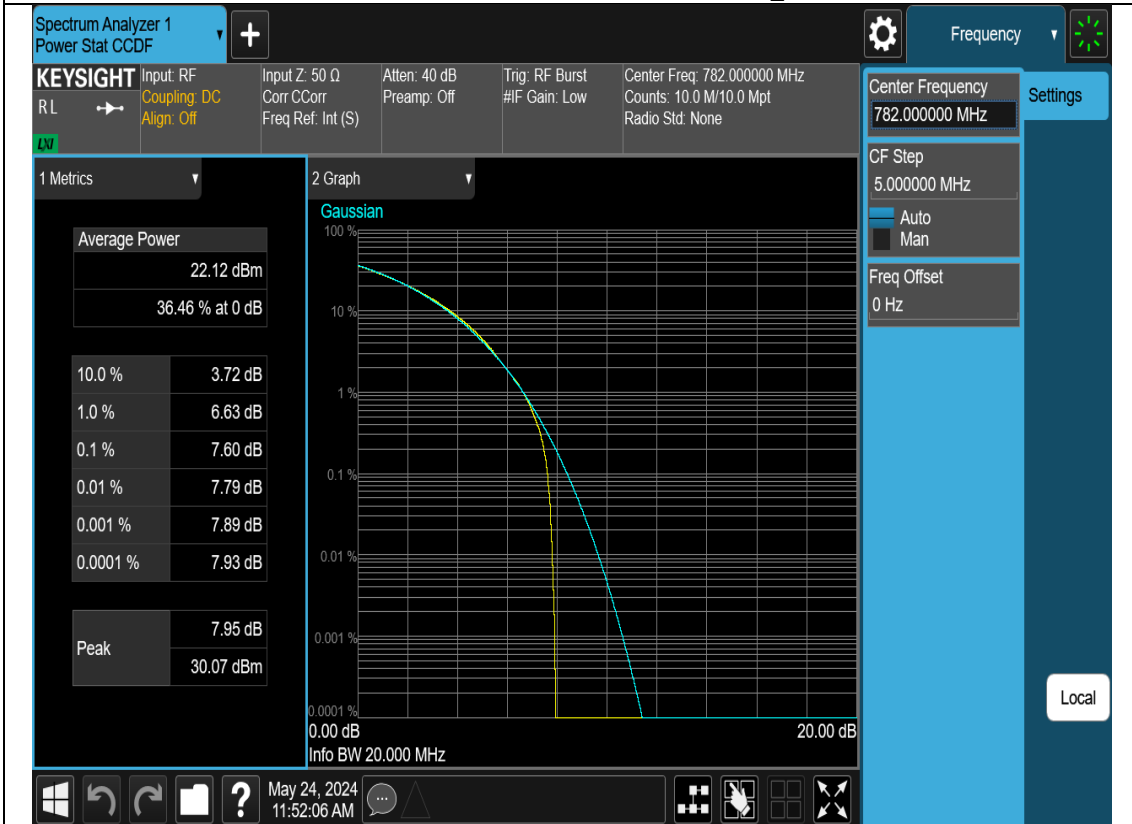 Spectrum Analyzer 1
Power Stat CCDF
+
Frequency
KEYSIGHT
RL
LXI
Input: RF
Coupling: DC
Align: Off
Input Z: 50 Ω
Corr CCorr
Freq Ref: Int (S)
Atten: 40 dB
Preamp: Off
Trig: RF Burst
#IF Gain: Low
Center Freq: 782.000000 MHz
Counts: 10.0 M/10.0 Mpt
Radio Std: None
Center Frequency
782.000000 MHz
Settings
CF Step
5.000000 MHz
Auto
Man
Freq Offset
0 Hz
1 Metrics
Average Power
22.12 dBm
36.46 % at 0 dB
10.0 % 3.72 dB
1.0 % 6.63 dB
0.1 % 7.60 dB
0.01 % 7.79 dB
0.001 % 7.89 dB
0.0001 % 7.93 dB
Peak
7.95 dB
30.07 dBm
2 Graph
Gaussian
100 %
10 %
1 %
0.1 %
0.01 %
0.001 %
0.0001 %
0.00 dB 20.00 dB
Info BW 20.000 MHz
Local
?
May 24, 2024
11:52:06 AM